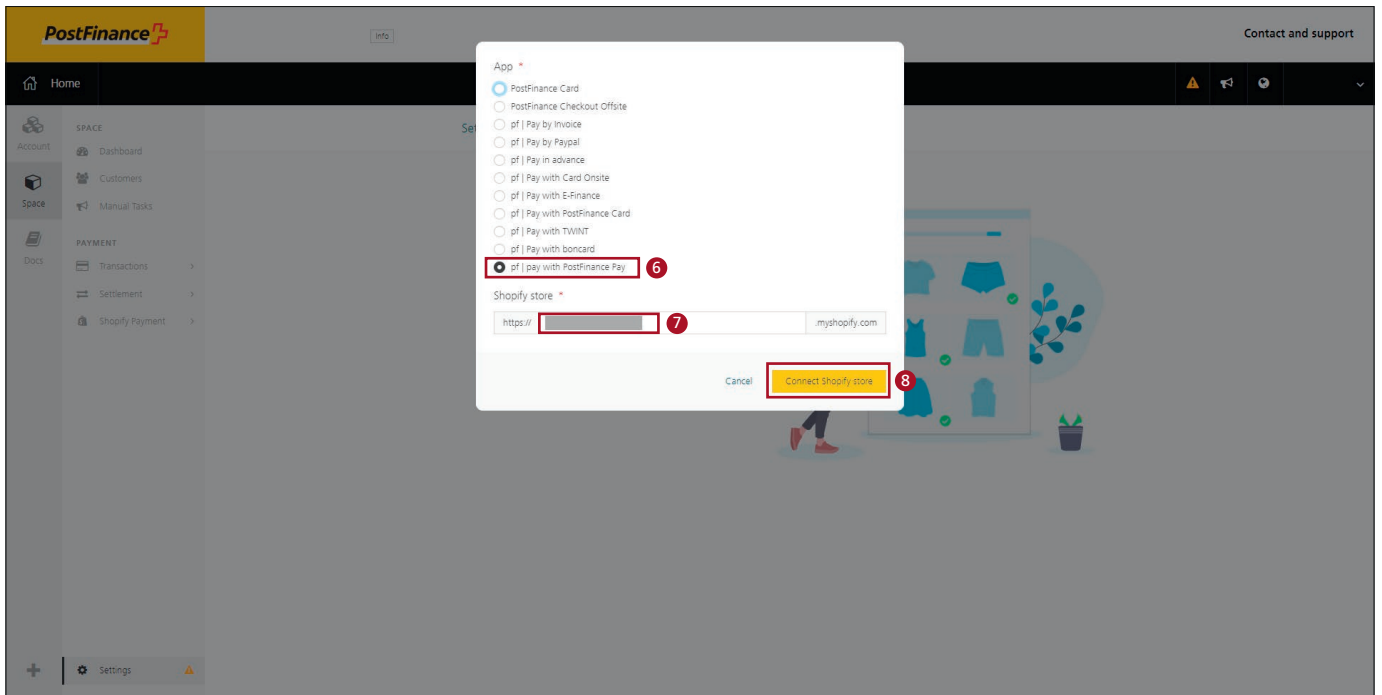 PostFinance
Info
Contact and support
Home
Account
Space
Docs
SPACE
Dashboard
Customers
Manual Tasks
PAYMENT
Transactions
Settlement
Shopify Payment
Settings
Set
App *
PostFinance Card
PostFinance Checkout Offsite
pf | Pay by Invoice
pf | Pay by Paypal
pf | Pay in advance
pf | Pay with Card Onsite
pf | Pay with E-Finance
pf | Pay with PostFinance Card
pf | Pay with TWINT
pf | Pay with boncard
pf | pay with PostFinance Pay
6
Shopify store *
https://
7
.myshopify.com
Cancel
Connect Shopify store
8